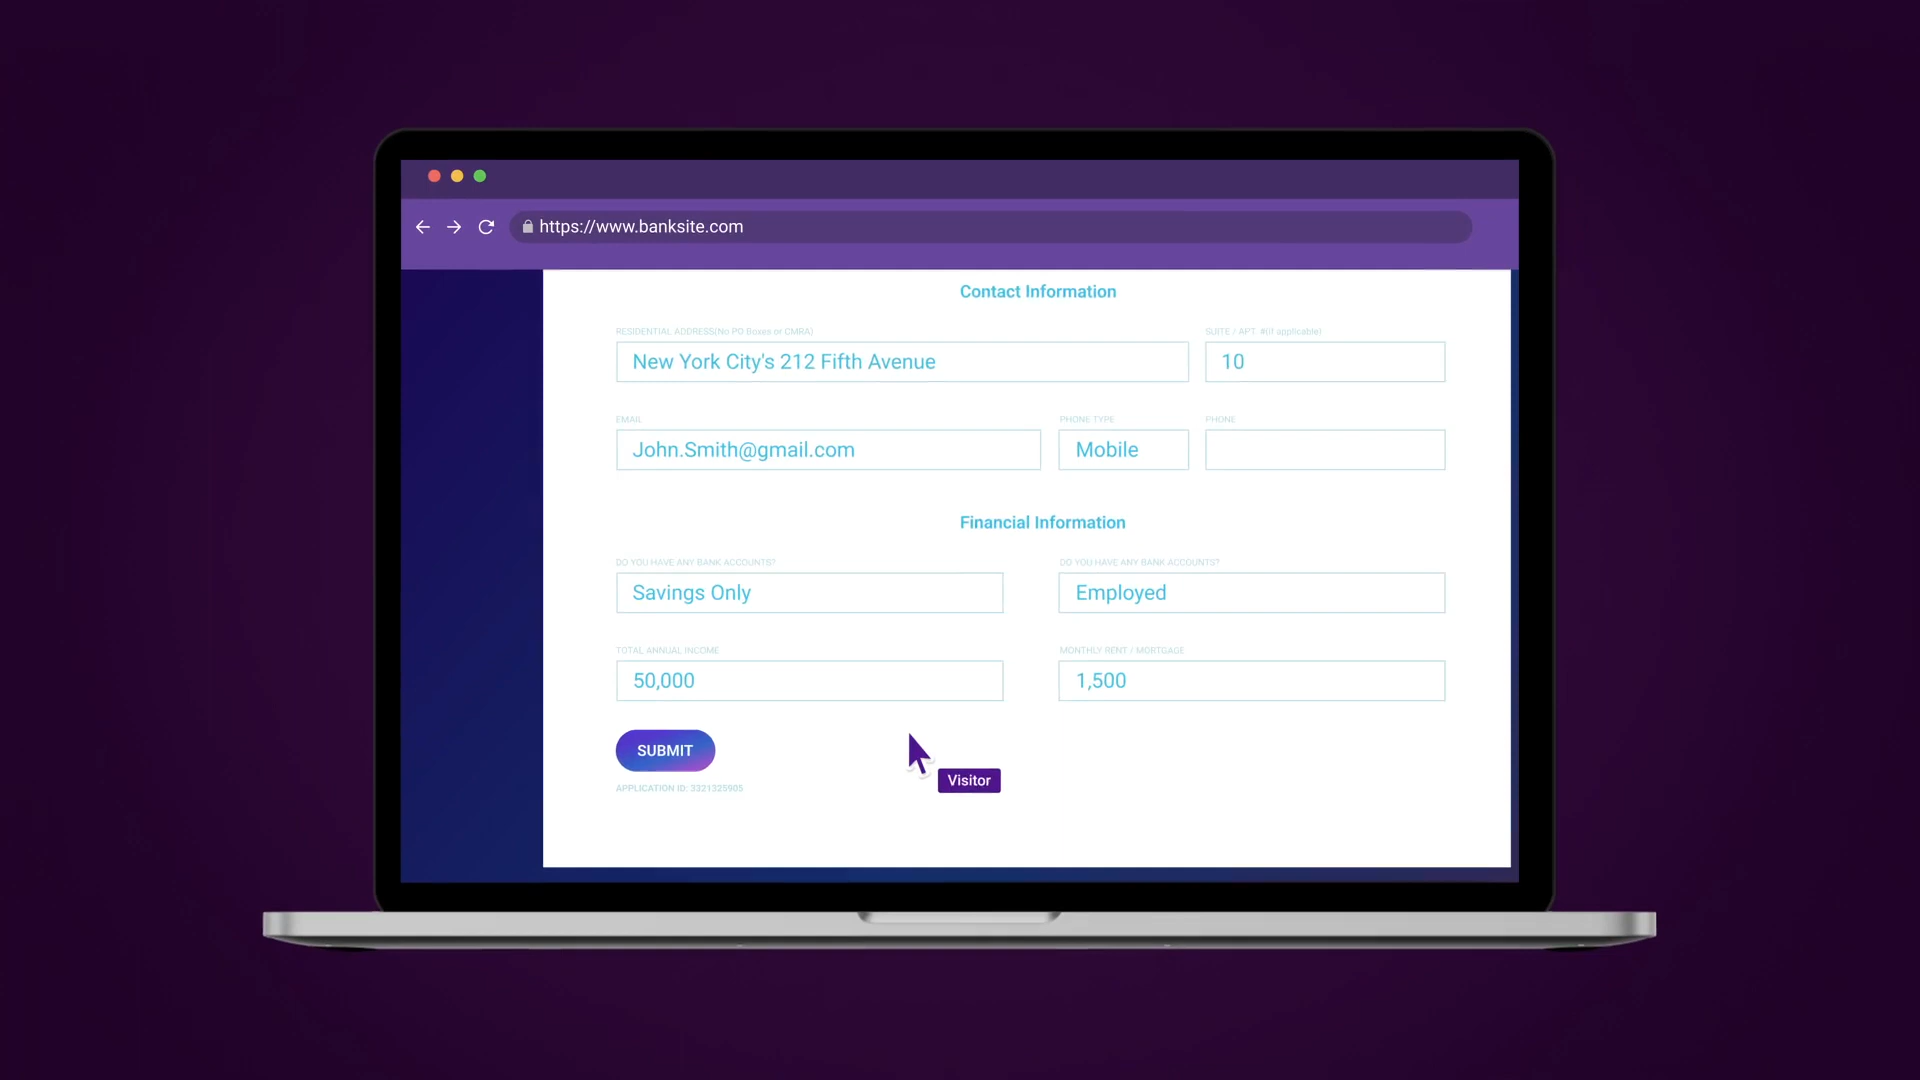 https://www.banksite.com
Contact Information
RESIDENTIAL ADDRESS(No PO Boxes or CMRA)
SUITE / APT. #(if applicable)
New York City's 212 Fifth Avenue
10
EMAIL
PHONE TYPE
PHONE
John.Smith@gmail.com
Mobile
Financial Information
DO YOU HAVE ANY BANK ACCOUNTS?
DO YOU HAVE ANY BANK ACCOUNTS?
Savings Only
Employed
TOTAL ANNUAL INCOME
MONTHLY RENT / MORTGAGE
50,000
1,500
SUBMIT
Visitor
APPLICATION ID: 3321325905